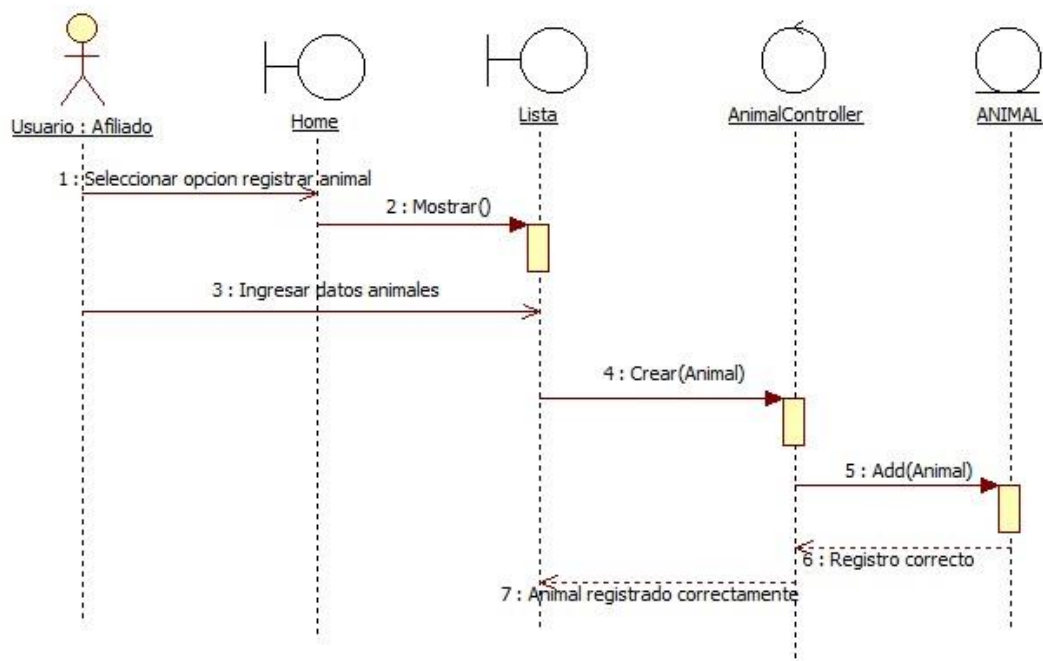 Usuario : Afiliado
Home
Lista
AnimalController
ANIMAL
1 : Seleccionar opcion registrar animal
2 : Mostrar()
3 : Ingresar datos animales
4 : Crear(Animal)
5 : Add(Animal)
6 : Registro correcto
7 : Animal registrado correctamente